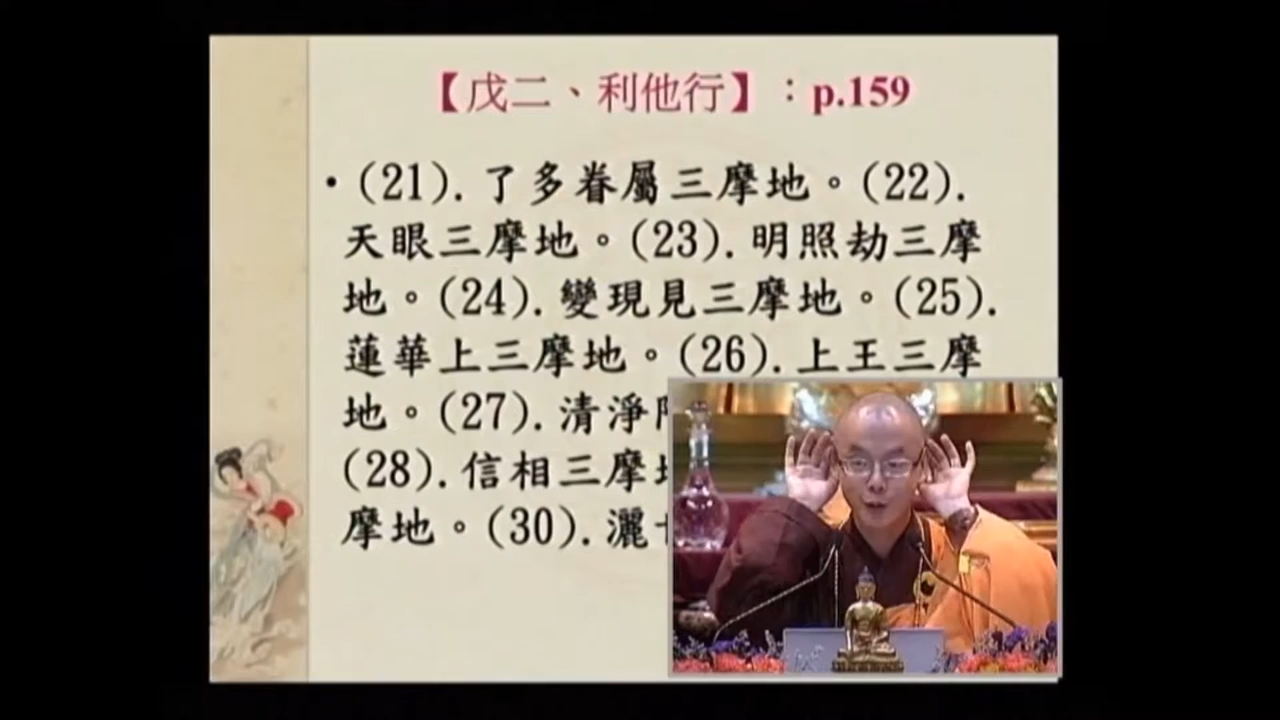 【戊二、利他行】：p.159
•(21).了多眷屬三摩地。(22).
天眼三摩地。(23).明照劫三摩
地。(24).變現見三摩地。(25).
蓮華上三摩地。(26).上王三摩
地。(27).清淨
(28).信相三摩
摩地。(30).灑